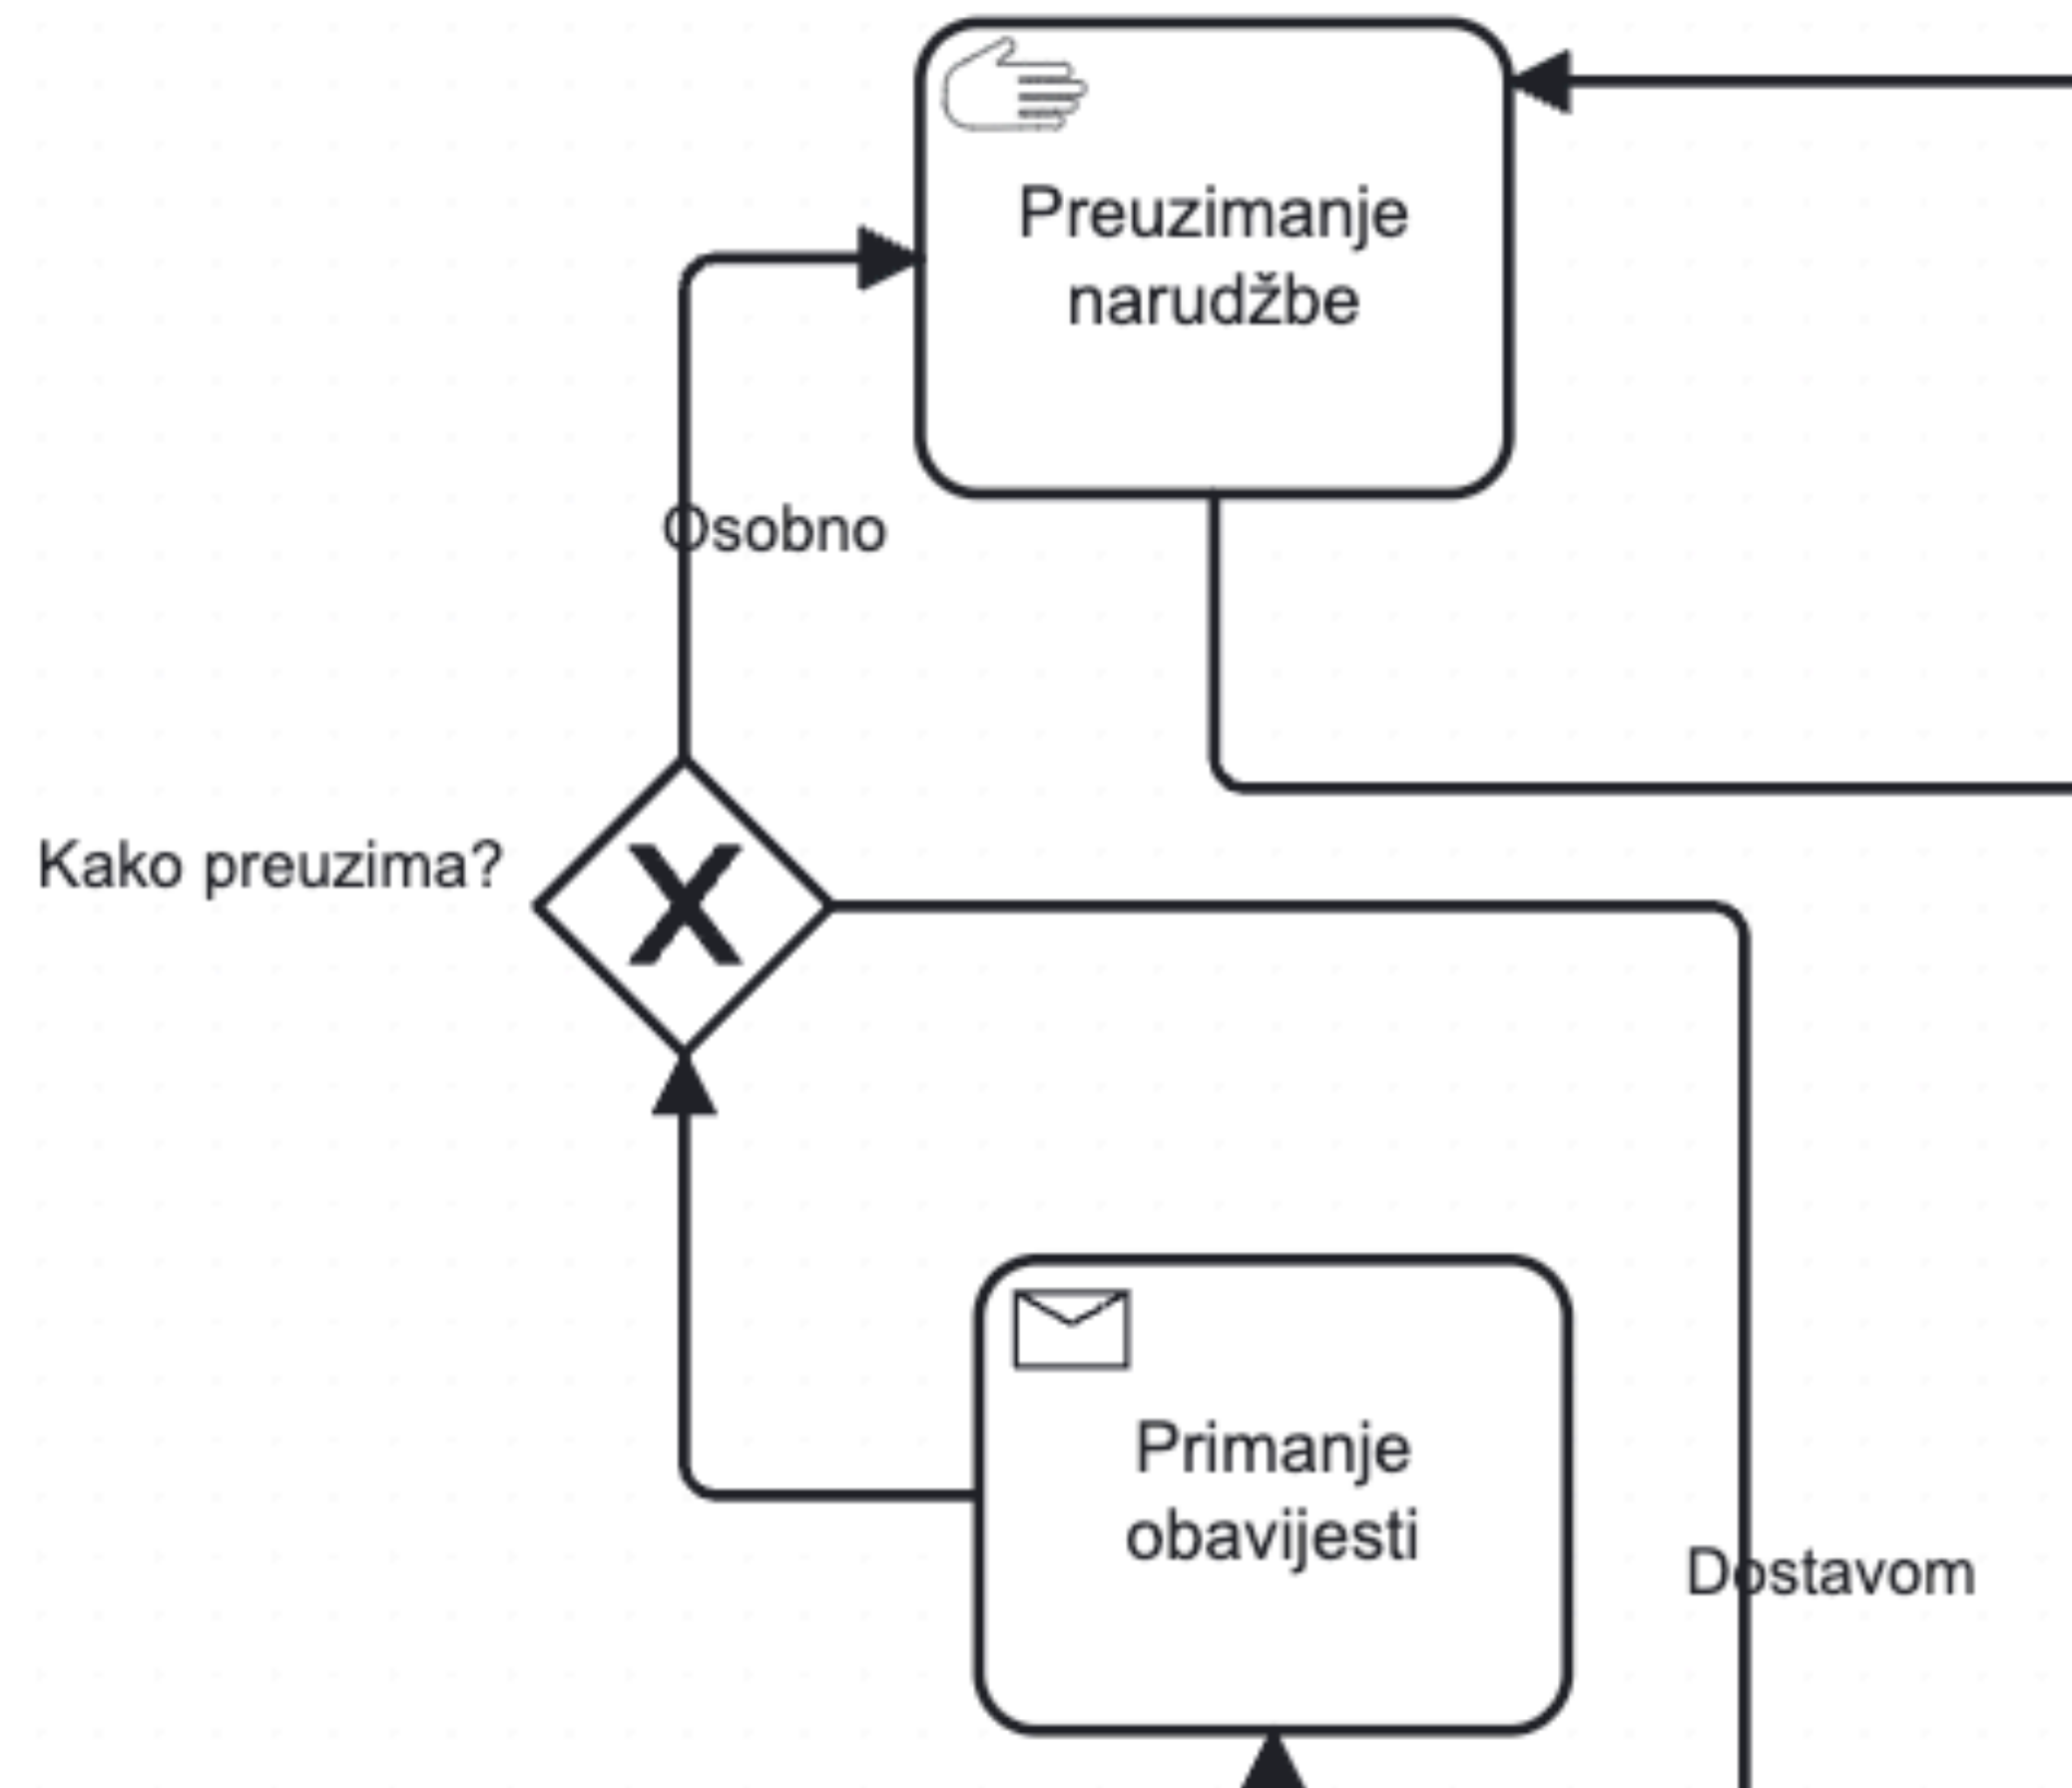 Preuzimanje
narudžbe
Osobno
Kako preuzima?
X
Primanje
obavijesti
Dostavom